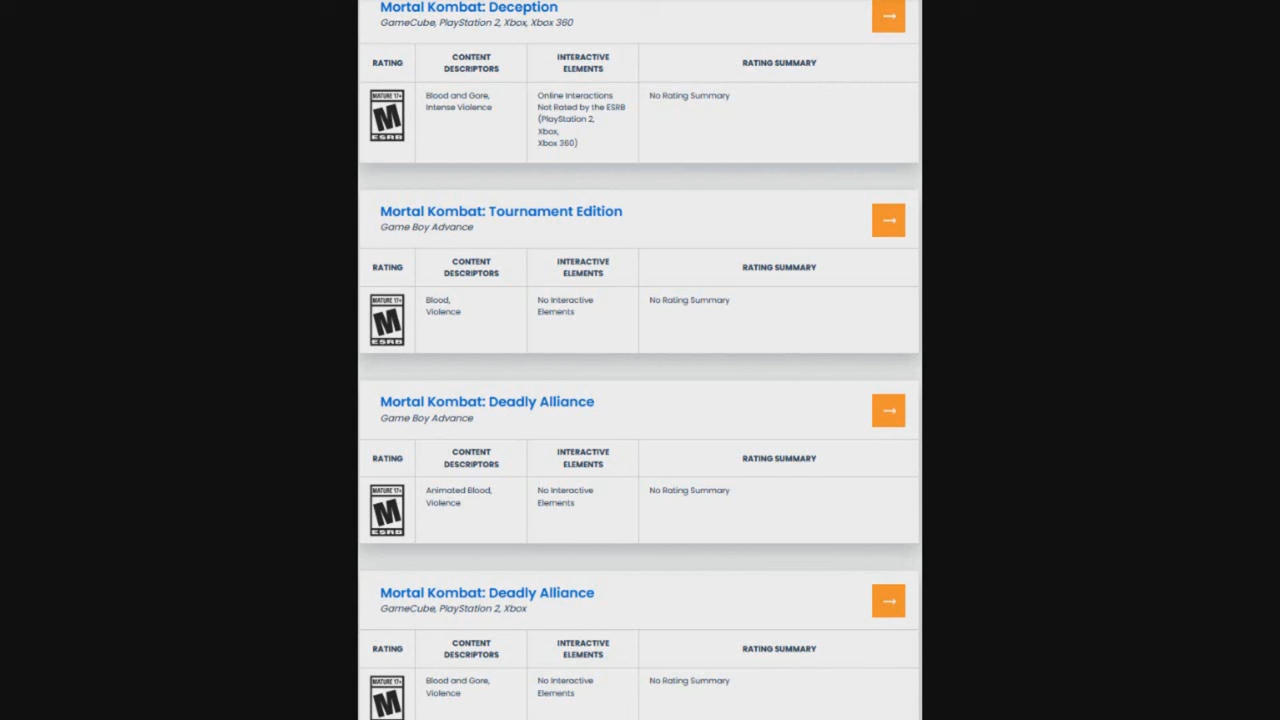 Mortal Kombat: Deception
GameCube, PlayStation 2, Xbox, Xbox 360
RATING
CONTENT
DESCRIPTORS
INTERACTIVE
ELEMENTS
RATING SUMMARY
MATURE 17+
M
ESRB
Blood and Gore,
Intense Violence
Online Interactions
Not Rated by the ESRB
(PlayStation 2,
Xbox,
Xbox 360)
No Rating Summary
Mortal Kombat: Tournament Edition
Game Boy Advance
RATING
CONTENT
DESCRIPTORS
INTERACTIVE
ELEMENTS
RATING SUMMARY
MATURE 17+
M
ESRB
Blood,
Violence
No Interactive
Elements
No Rating Summary
Mortal Kombat: Deadly Alliance
Game Boy Advance
RATING
CONTENT
DESCRIPTORS
INTERACTIVE
ELEMENTS
RATING SUMMARY
MATURE 17+
M
ESRB
Animated Blood,
Violence
No Interactive
Elements
No Rating Summary
Mortal Kombat: Deadly Alliance
GameCube, PlayStation 2, Xbox
RATING
CONTENT
DESCRIPTORS
INTERACTIVE
ELEMENTS
RATING SUMMARY
MATURE 17+
M
Blood and Gore,
Violence
No Interactive
Elements
No Rating Summary